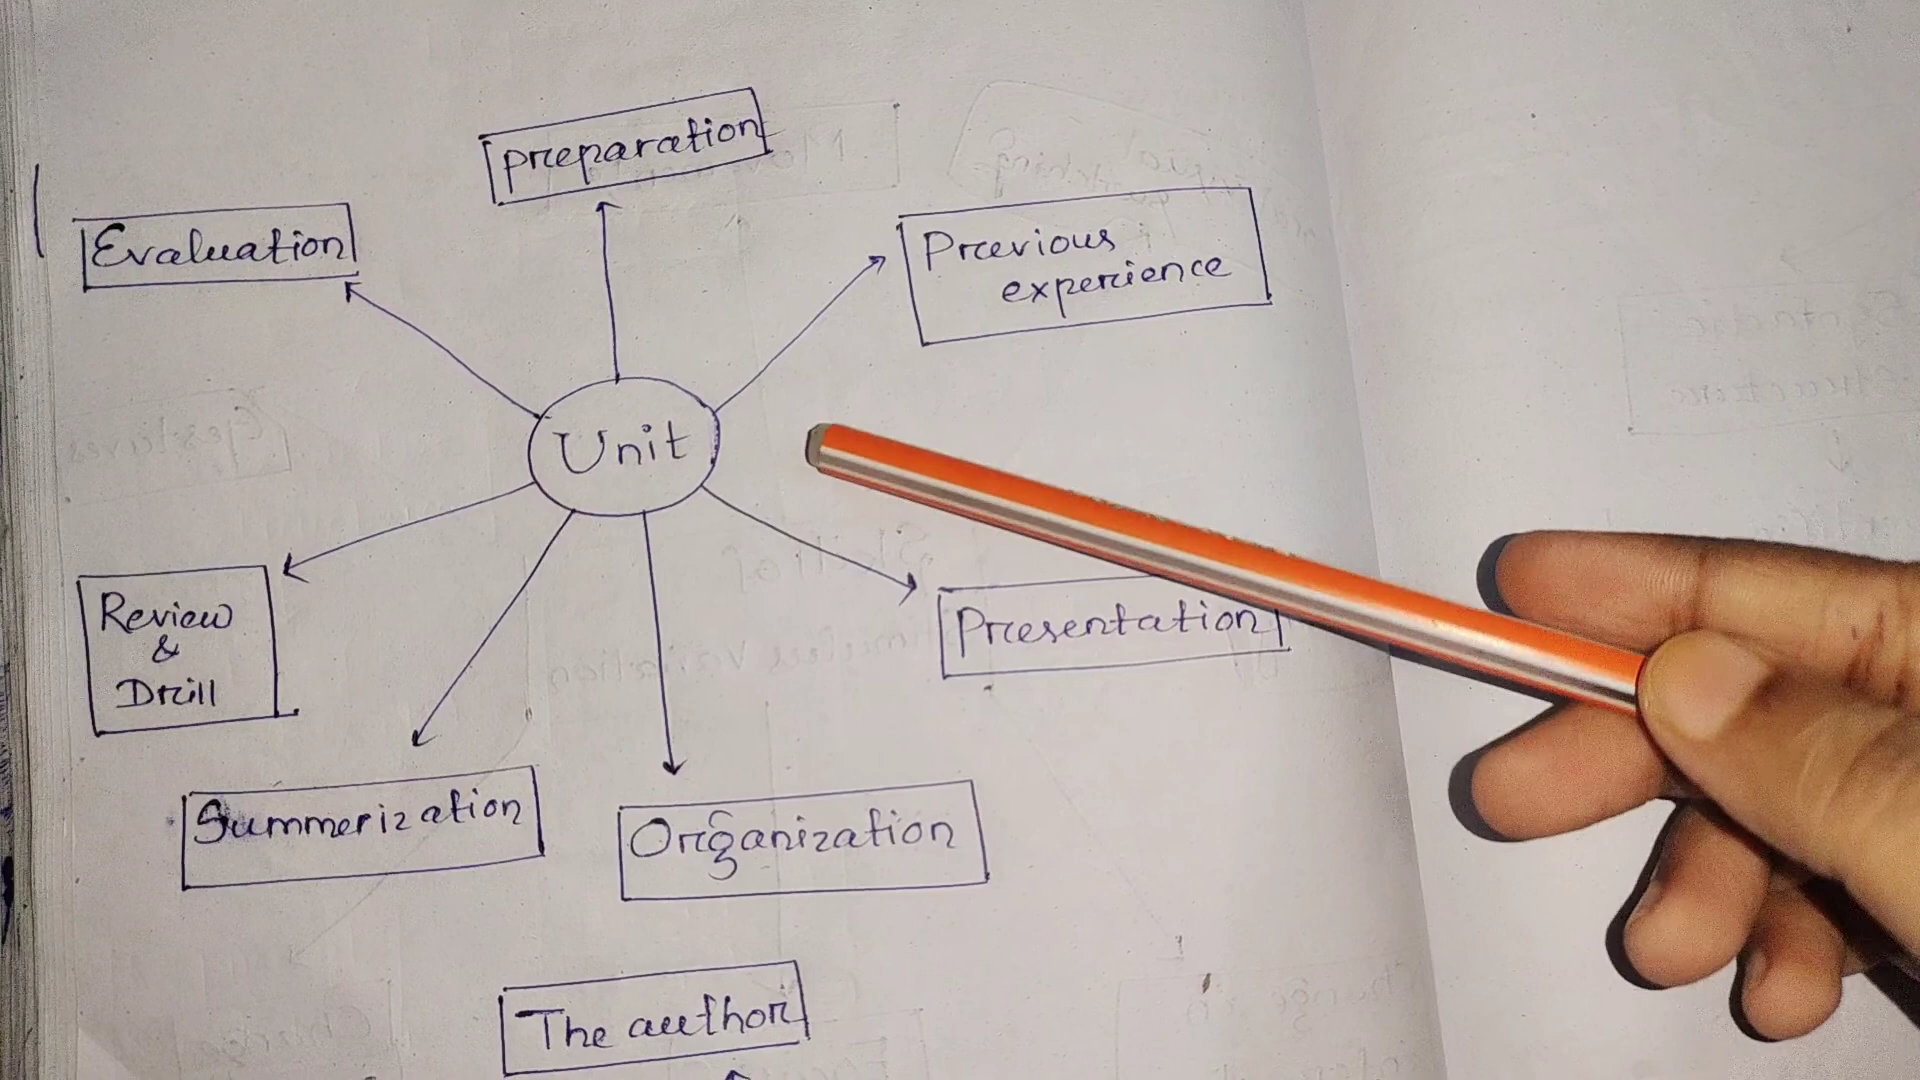 preparation
Evaluation
Previous
experience
Unit
Review
&
Drill
Presentation
Summerization
Organization
The author